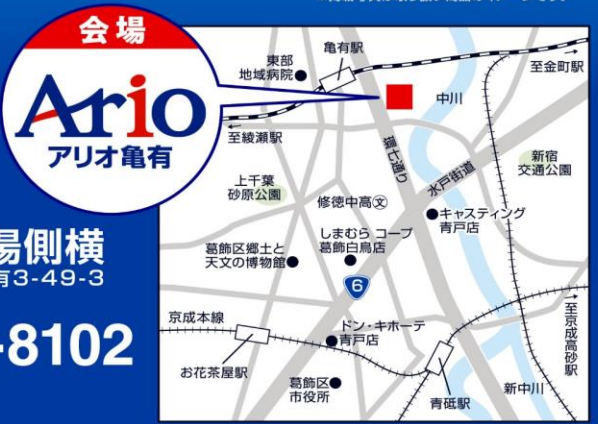 会場
Ario
アリオ亀有
場側横
有3-49-3
-8102
亀有駅
東部
地域病院
至金町駅
中川
至綾瀬駅
環七通り
水戸街道
新宿
交通公園
上千葉
砂原公園
修徳中高文
キャスティング
青戸店
しまむら コープ
葛飾白鳥店
葛飾区郷土と
天文の博物館
6
京成本線
ドン・キホーテ
青戸店
至京成高砂駅
お花茶屋駅
葛飾区
市役所
青砥駅
新中川